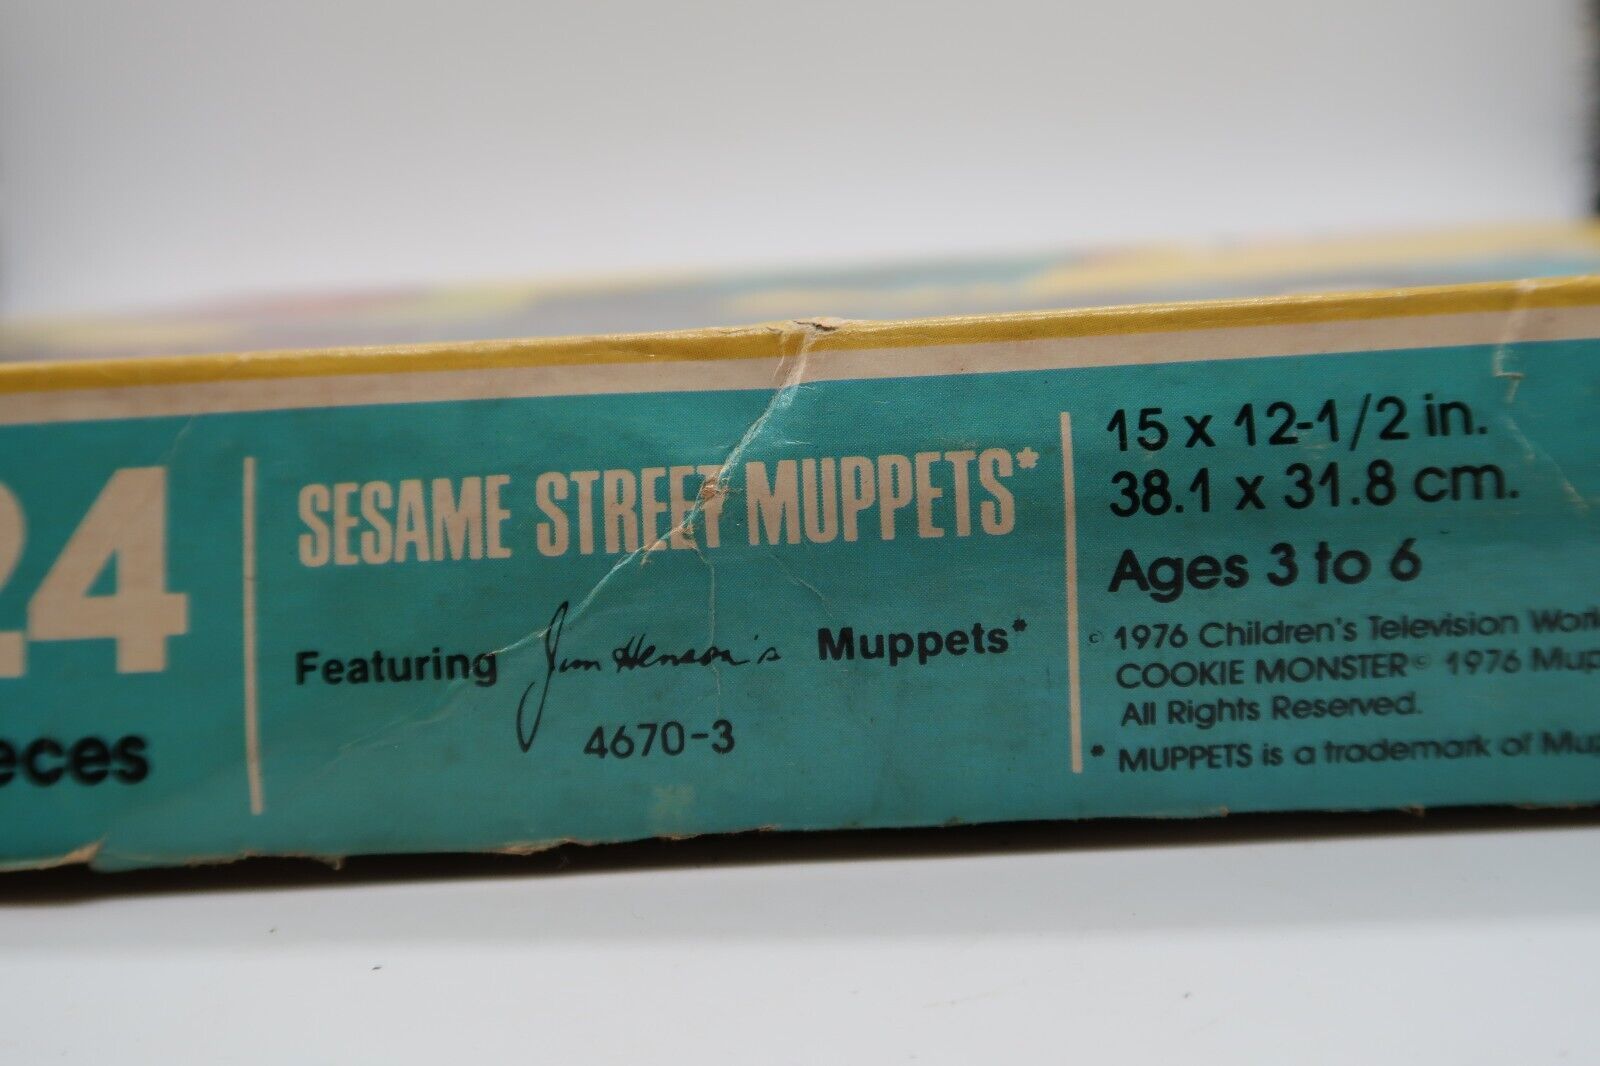 24
SESAME STREET MUPPETS*
Featuring Jim Henson's Muppets*
4670-3
15 x 12-1/2 in.
38.1 x 31.8 cm.
Ages 3 to 6
© 1976 Children's Television
COOKIE MONSTER © 1976
All Rights Reserved.
* MUPPETS is a trademark of